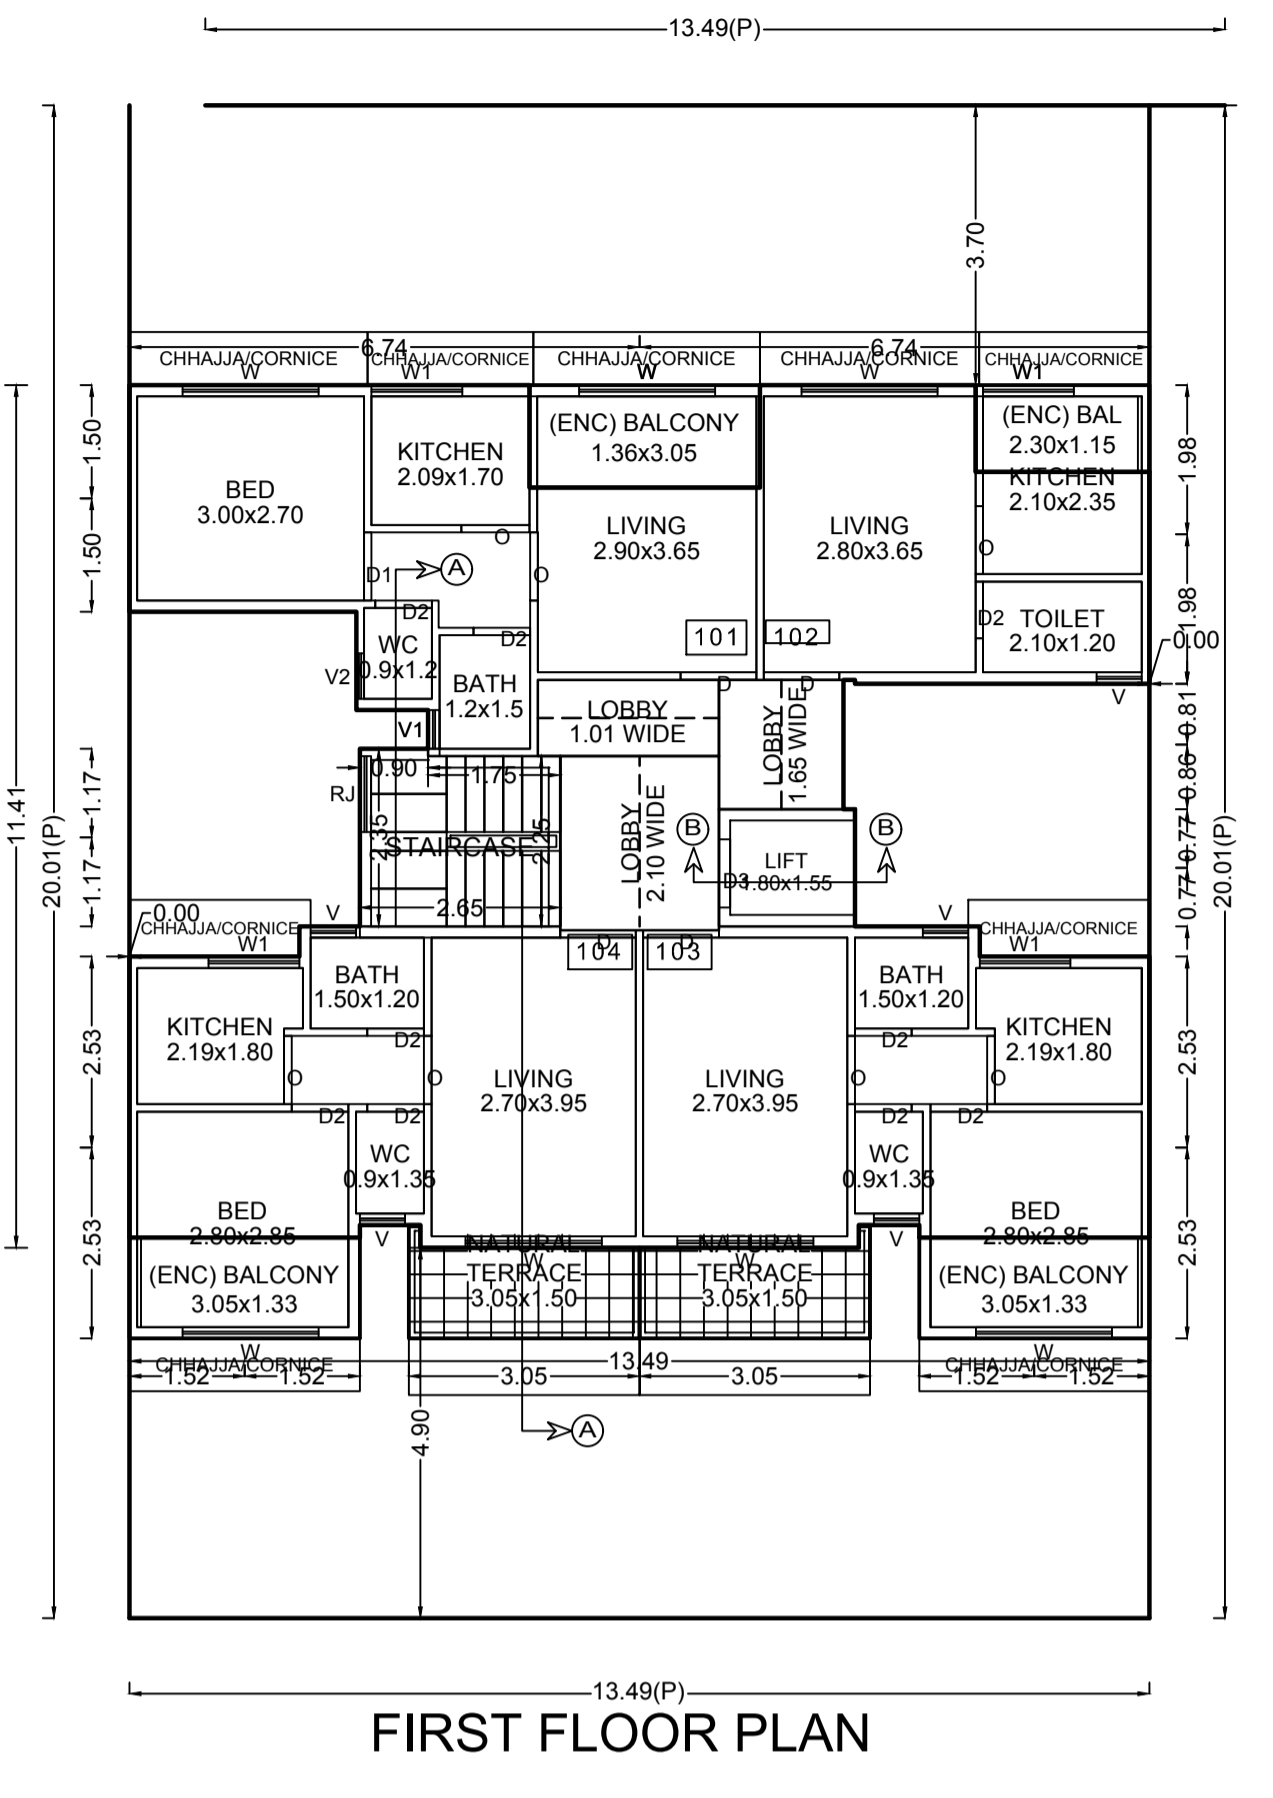 13.49(P)
3.70
6.74
6.74
CHHAJJA/CORNICE
CHHAJJA/CORNICE
CHHAJJA/CORNICE
CHHAJJA/CORNICE
CHHAJJA/CORNICE
W
W1
W
W
W1
BED
3.00x2.70
KITCHEN
2.09x1.70
(ENC) BALCONY
1.36x3.05
(ENC) BAL
2.30x1.15
KITCHEN
2.10x2.35
LIVING
2.90x3.65
LIVING
2.80x3.65
O
O
O
A
D1
D2
D2
D2
101
102
TOILET
2.10x1.20
WC
0.9x1.2
BATH
1.2x1.5
V2
V1
D
D
V
0.00
LOBBY
1.01 WIDE
LOBBY
1.65 WIDE
LOBBY
2.10 WIDE
0.90
1.75
RJ
2.35
2.25
STAIRCASE
2.65
B
B
LIFT
1.80x1.55
D3
1.50
1.50
1.17
1.17
2.53
2.53
11.41
20.01(P)
1.98
1.98
0.81
0.86
0.77
0.77
2.53
2.53
20.01(P)
0.00
CHHAJJA/CORNICE
W1
V
V
CHHAJJA/CORNICE
W1
D
104
D
103
BATH
1.50x1.20
BATH
1.50x1.20
KITCHEN
2.19x1.80
KITCHEN
2.19x1.80
D2
D2
O
O
O
O
LIVING
2.70x3.95
LIVING
2.70x3.95
D2
D2
D2
D2
WC
0.9x1.35
WC
0.9x1.35
BED
2.80x2.85
BED
2.80x2.85
V
V
(ENC) BALCONY
3.05x1.33
NATURAL
W
TERRACE
3.05x1.50
NATURAL
W
TERRACE
3.05x1.50
(ENC) BALCONY
3.05x1.33
W
CHHAJJA/CORNICE
13.49
W
CHHAJJA/CORNICE
1.52
1.52
3.05
3.05
1.52
1.52
4.90
A
13.49(P)
FIRST FLOOR PLAN